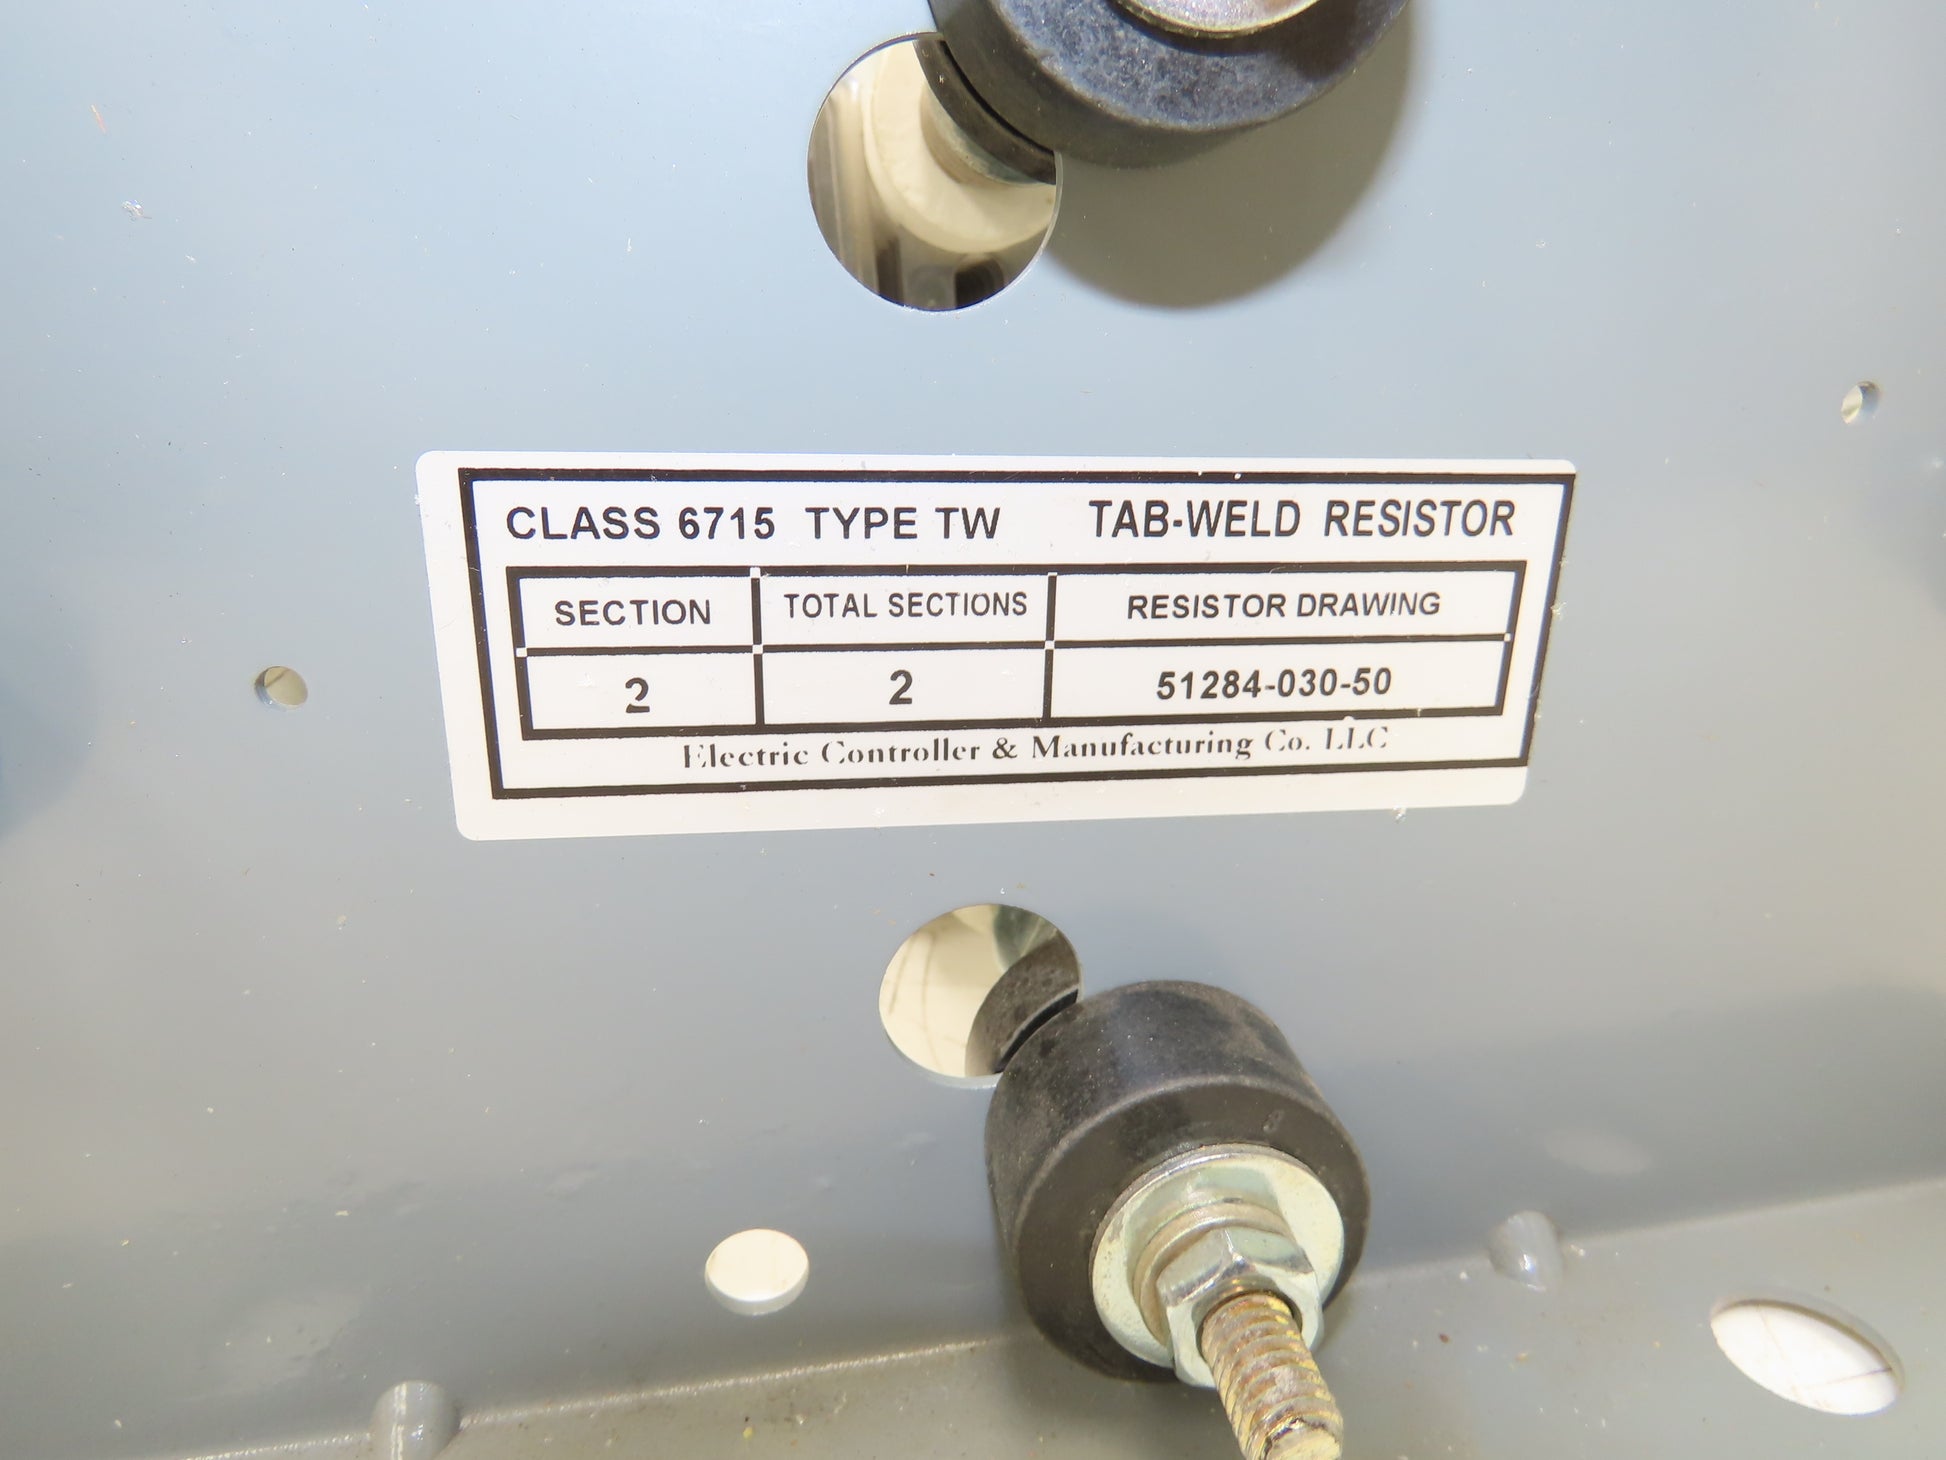 CLASS 6715 TYPE TW TAB-WELD RESISTOR
SECTION TOTAL SECTIONS RESISTOR DRAWING
2 2 51284-030-50
Electric Controller & Manufacturing Co. LLC